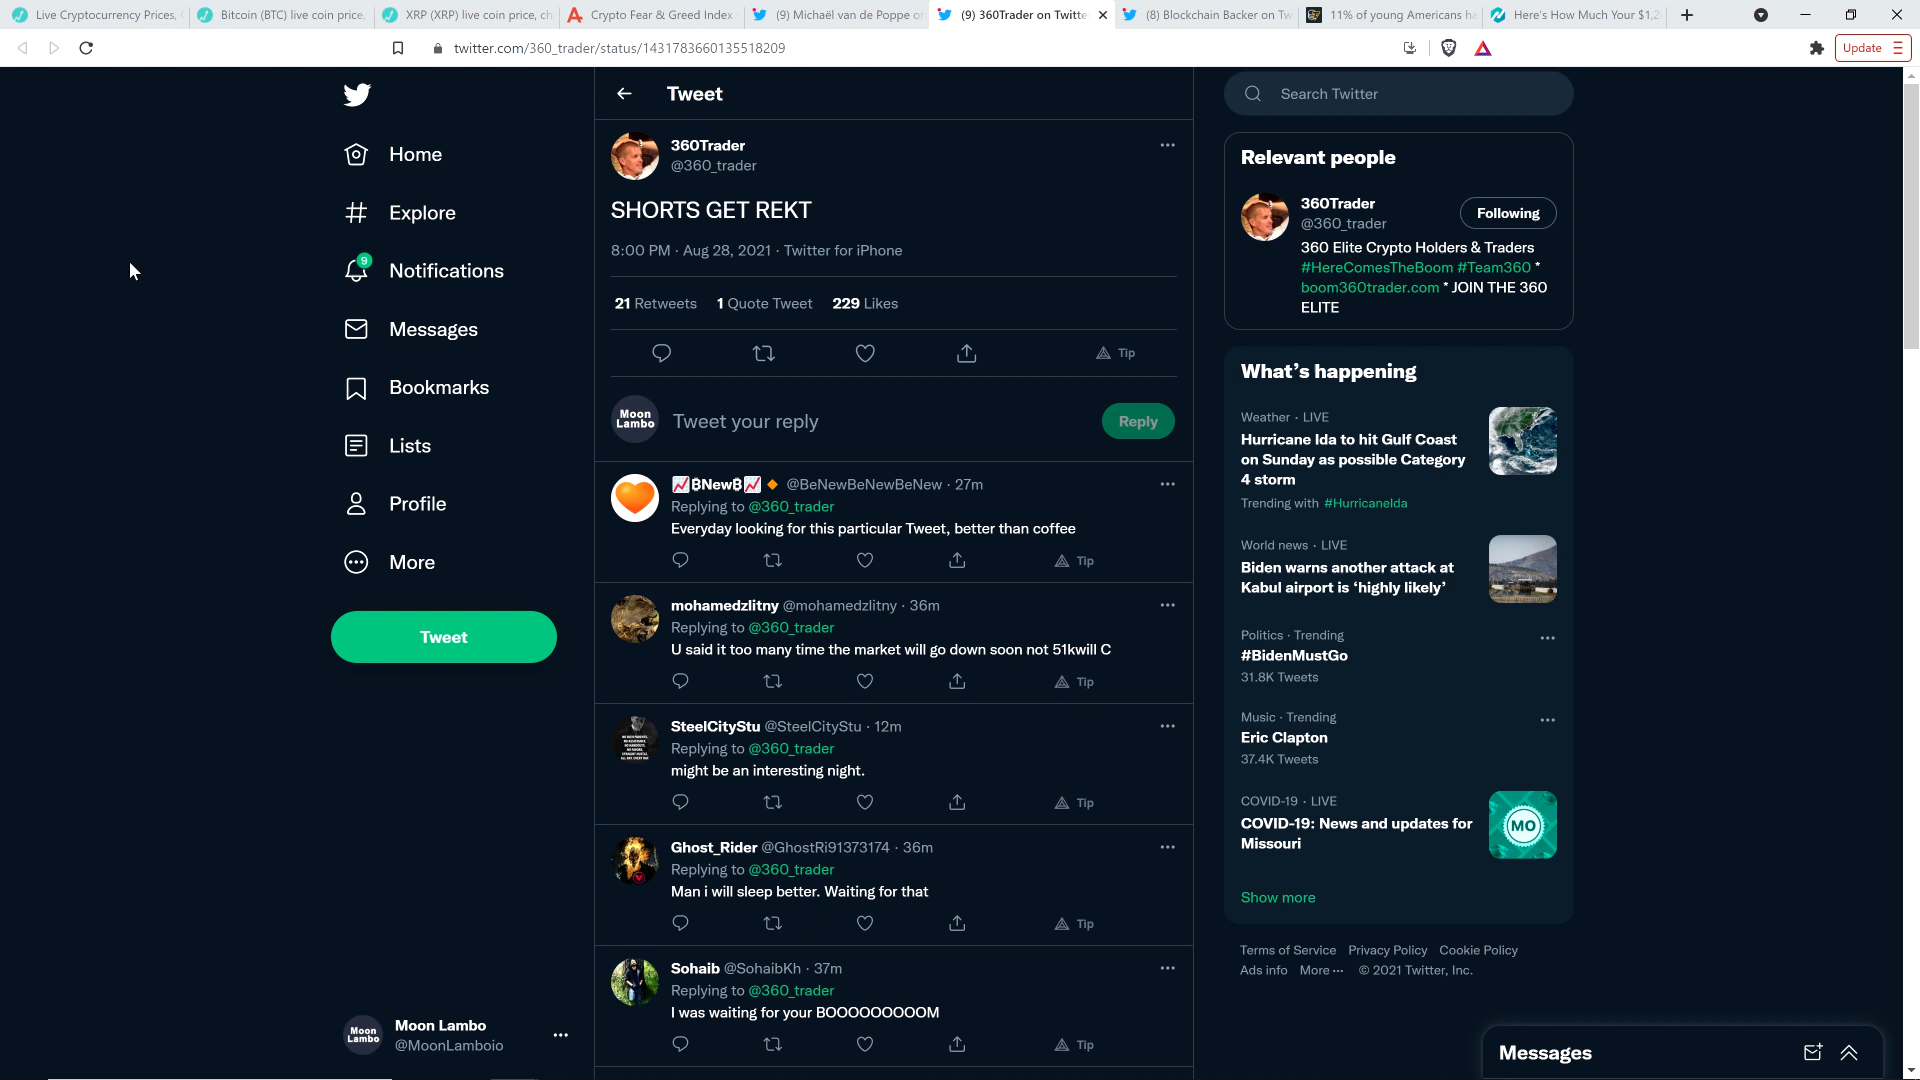 Live Cryptocurrency Prices,
Bitcoin (BTC) live coin price,
XRP (XRP) live coin price, ch
Crypto Fear & Greed Index
(9) Michaël van de Poppe o
(9) 360Trader on Twitte
(8) Blockchain Backer on Tw
11% of young Americans ha
Here's How Much Your $1,2
twitter.com/360_trader/status/1431783660135518209
Update
Home
Explore
9
Notifications
Messages
Bookmarks
Lists
Profile
More
Tweet
Moon Lambo
Moon Lambo
@MoonLamboio
Tweet
360Trader
@360_trader
SHORTS GET REKT
8:00 PM · Aug 28, 2021 · Twitter for iPhone
21 Retweets 1 Quote Tweet 229 Likes
Tip
Moon Lambo
Tweet your reply
Reply
📈₿New₿📈🔸 @BeNewBeNewBeNew · 27m
Replying to @360_trader
Everyday looking for this particular Tweet, better than coffee
Tip
mohamedzlitny @mohamedzlitny · 36m
Replying to @360_trader
U said it too many time the market will go down soon not 51kwill C
Tip
SteelCityStu @SteelCityStu · 12m
Replying to @360_trader
might be an interesting night.
Tip
Ghost_Rider @GhostRi91373174 · 36m
Replying to @360_trader
Man i will sleep better. Waiting for that
Tip
Sohaib @SohaibKh · 37m
Replying to @360_trader
I was waiting for your BOOOOOOOOM
Tip
Search Twitter
Relevant people
360Trader
@360_trader
Following
360 Elite Crypto Holders & Traders
#HereComesTheBoom #Team360 *
boom360trader.com * JOIN THE 360
ELITE
What's happening
Weather · LIVE
Hurricane Ida to hit Gulf Coast
on Sunday as possible Category
4 storm
Trending with #HurricaneIda
World news · LIVE
Biden warns another attack at
Kabul airport is 'highly likely'
Politics · Trending
#BidenMustGo
31.8K Tweets
Music · Trending
Eric Clapton
37.4K Tweets
COVID-19 · LIVE
COVID-19: News and updates for
Missouri
MO
Show more
Terms of Service Privacy Policy Cookie Policy
Ads info More ··· © 2021 Twitter, Inc.
Messages